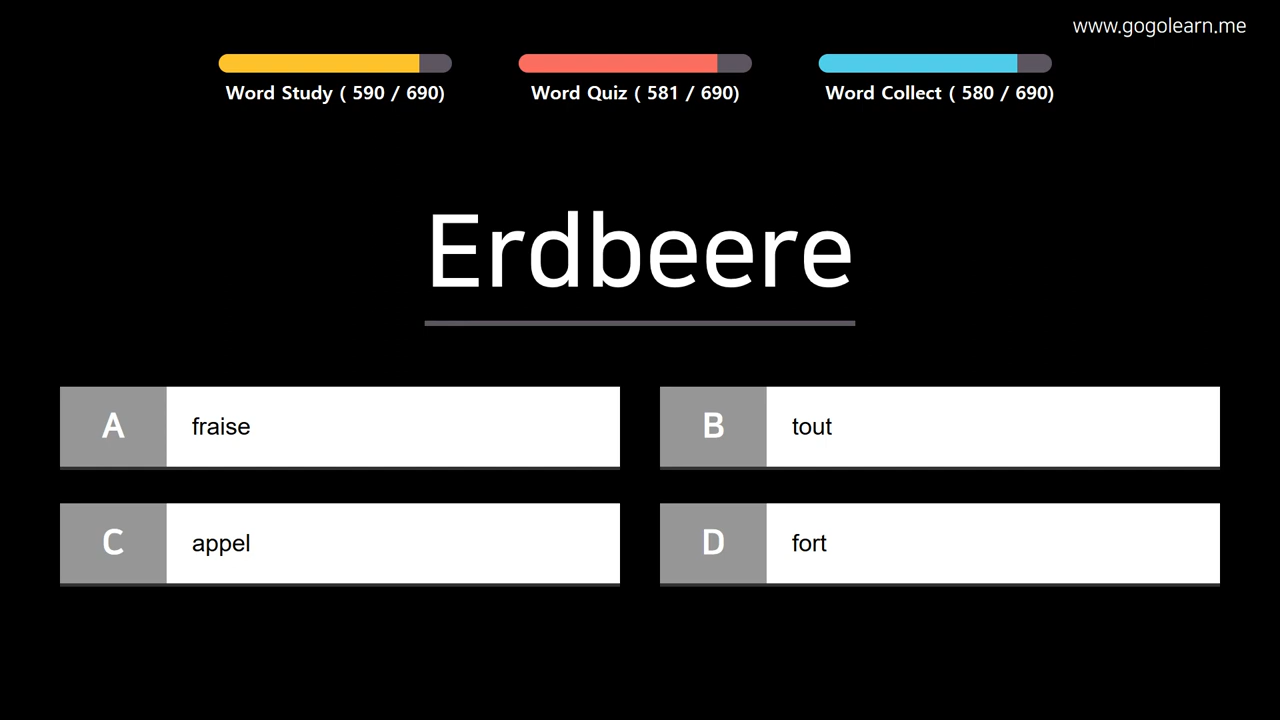 www.gogolearn.me
Word Study ( 590 / 690)
Word Quiz ( 581 / 690)
Word Collect ( 580 / 690)
Erdbeere
A fraise
B tout
C appel
D fort